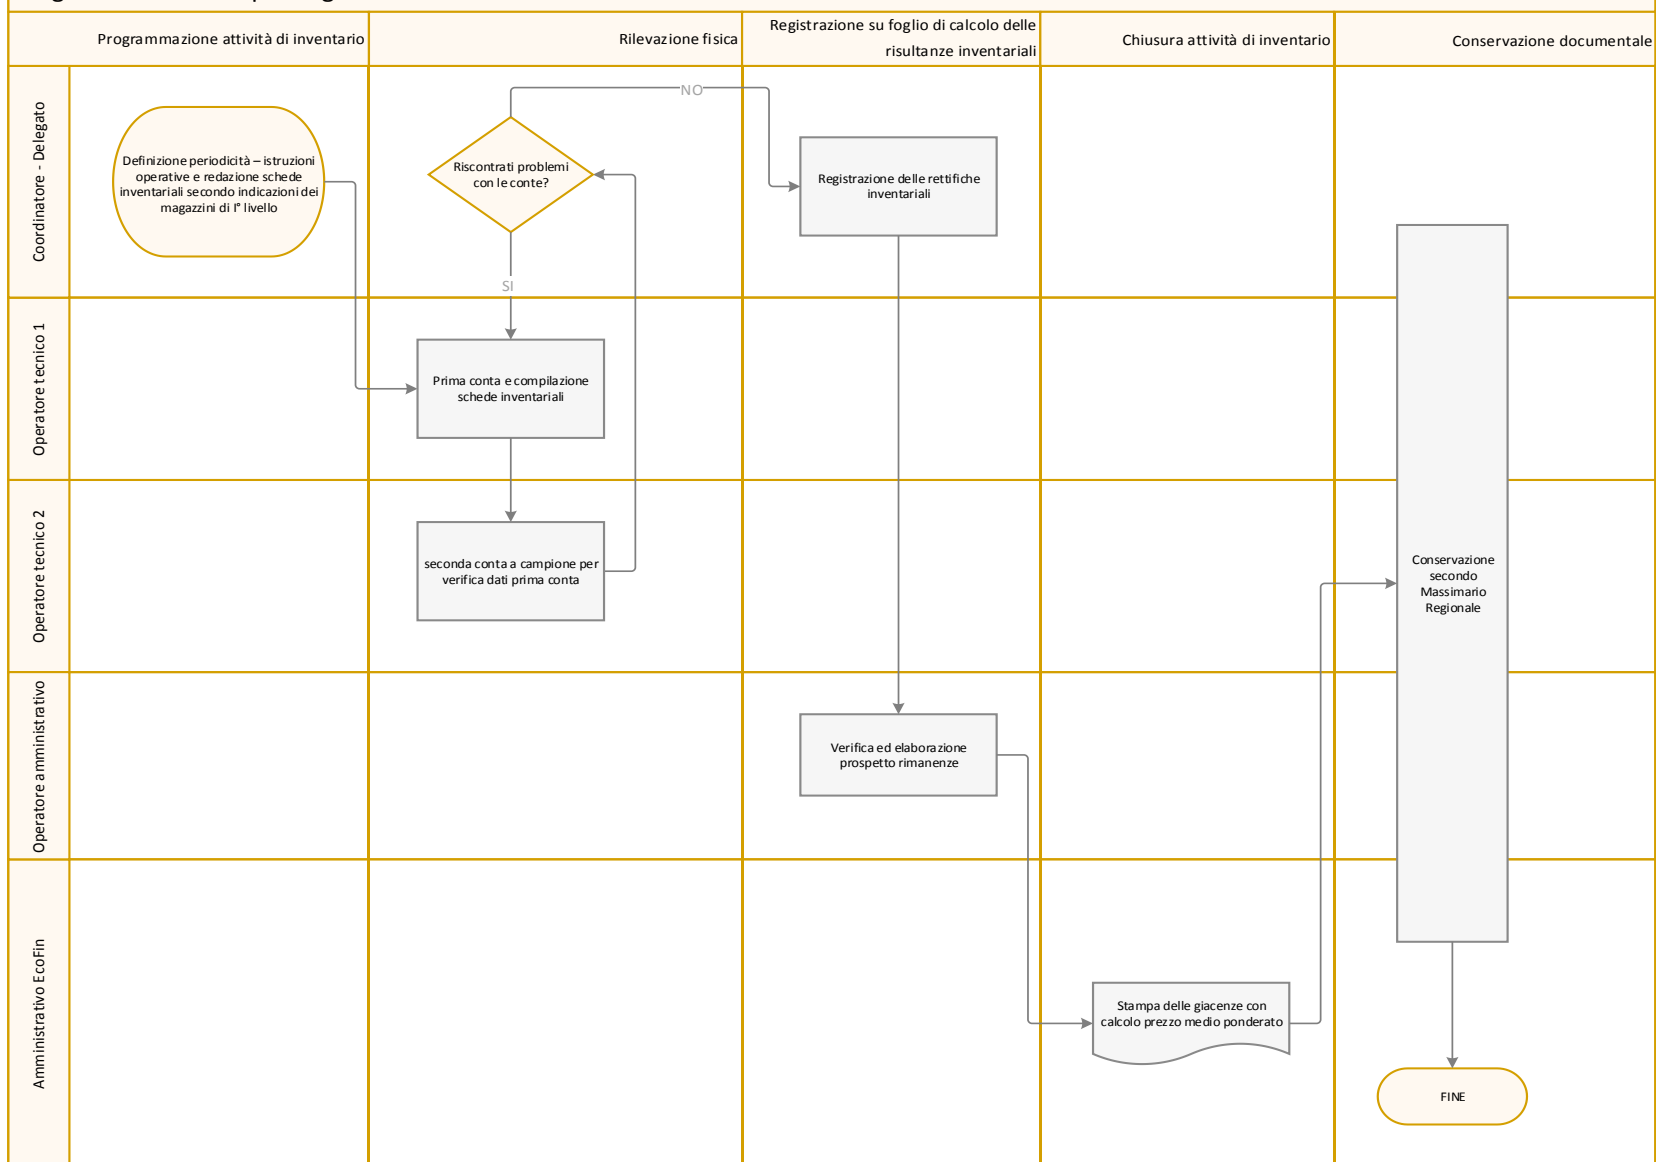 Programmazione attività di inventario
Rilevazione fisica
Registrazione su foglio di calcolo delle
risultanze inventariali
Chiusura attività di inventario
Conservazione documentale
Coordinatore - Delegato
Definizione periodicità – istruzioni
operative e redazione schede
inventariali secondo indicazioni dei
magazzini di I° livello
Riscontrati problemi
con le conte?
NO
SI
Registrazione delle rettifiche
inventariali
Operatore tecnico 1
Prima conta e compilazione
schede inventariali
Operatore tecnico 2
seconda conta a campione per
verifica dati prima conta
Conservazione
secondo
Massimario
Regionale
Operatore amministrativo
Verifica ed elaborazione
prospetto rimanenze
Amministrativo EcoFin
Stampa delle giacenze con
calcolo prezzo medio ponderato
FINE